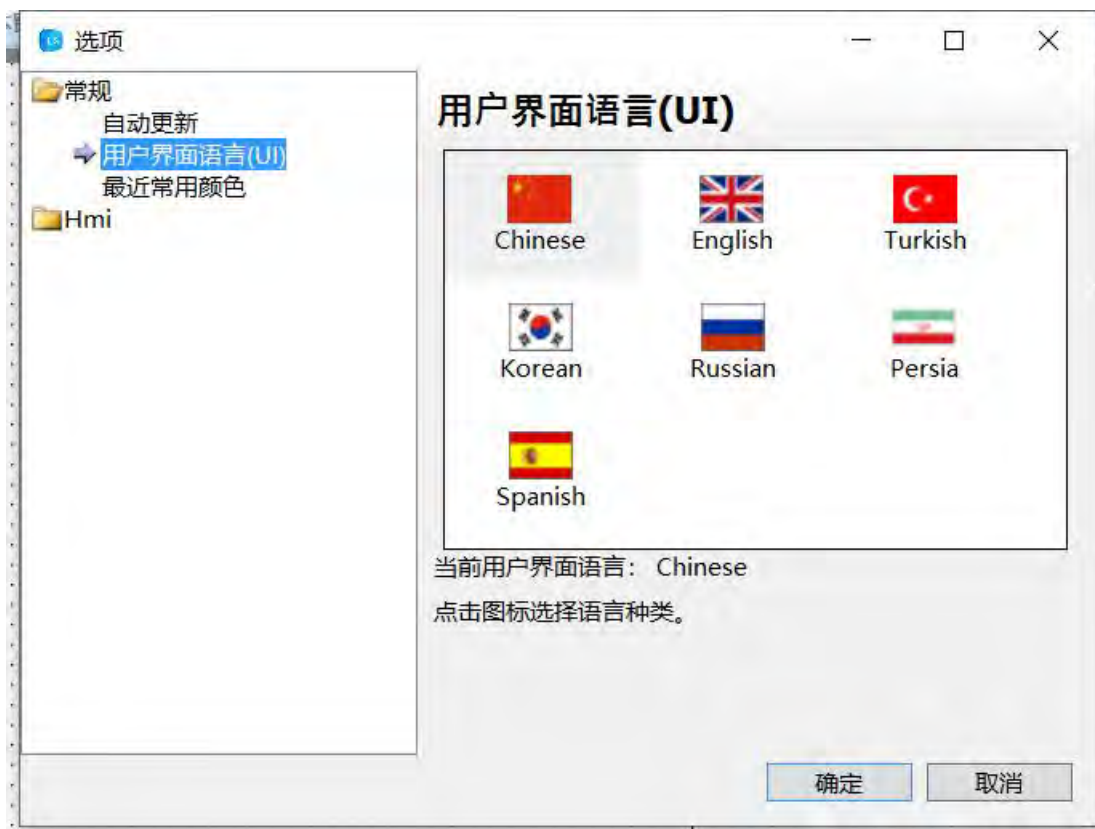 选项
常规
自动更新
用户界面语言(UI)
最近常用颜色
Hmi
用户界面语言(UI)
Chinese English Turkish
Korean Russian Persia
Spanish
当前用户界面语言： Chinese
点击图标选择语言种类。
确定 取消